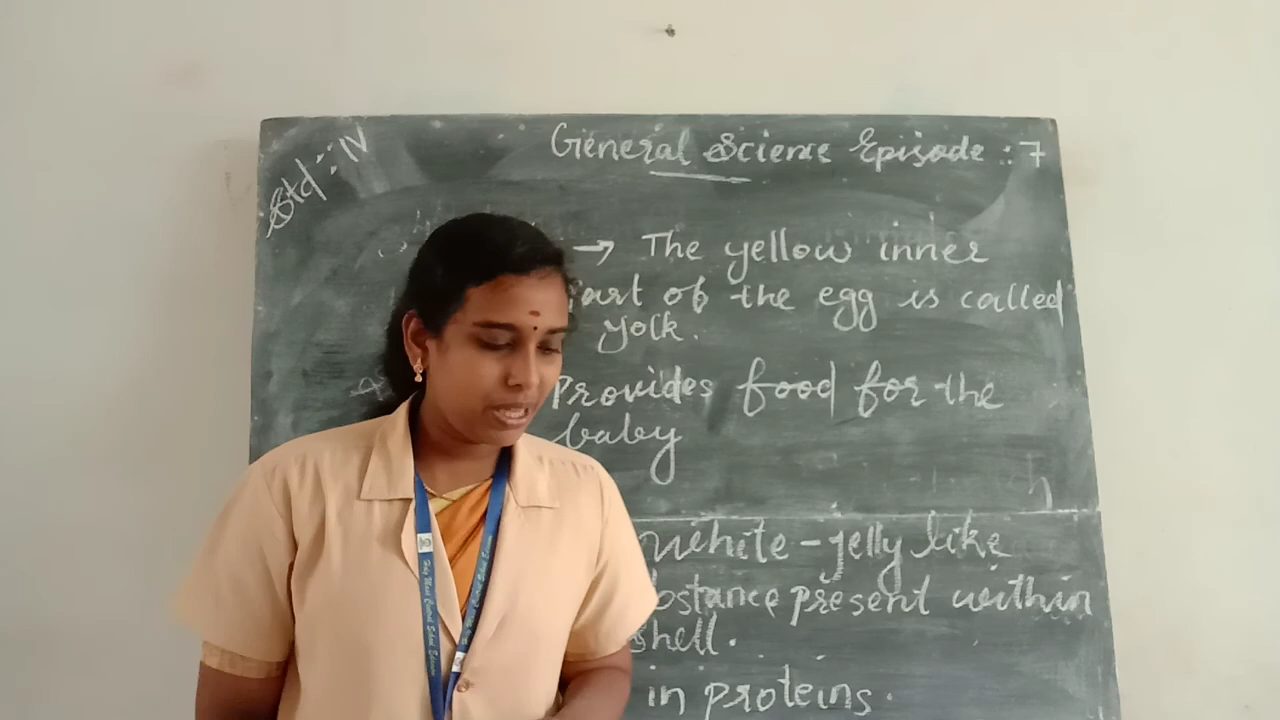 Std : IV
General Science Episode : 7
→ The yellow inner
part of the egg is called
yolk.
Provides food for the
baby
white - jelly like
present within
shell.
in proteins.